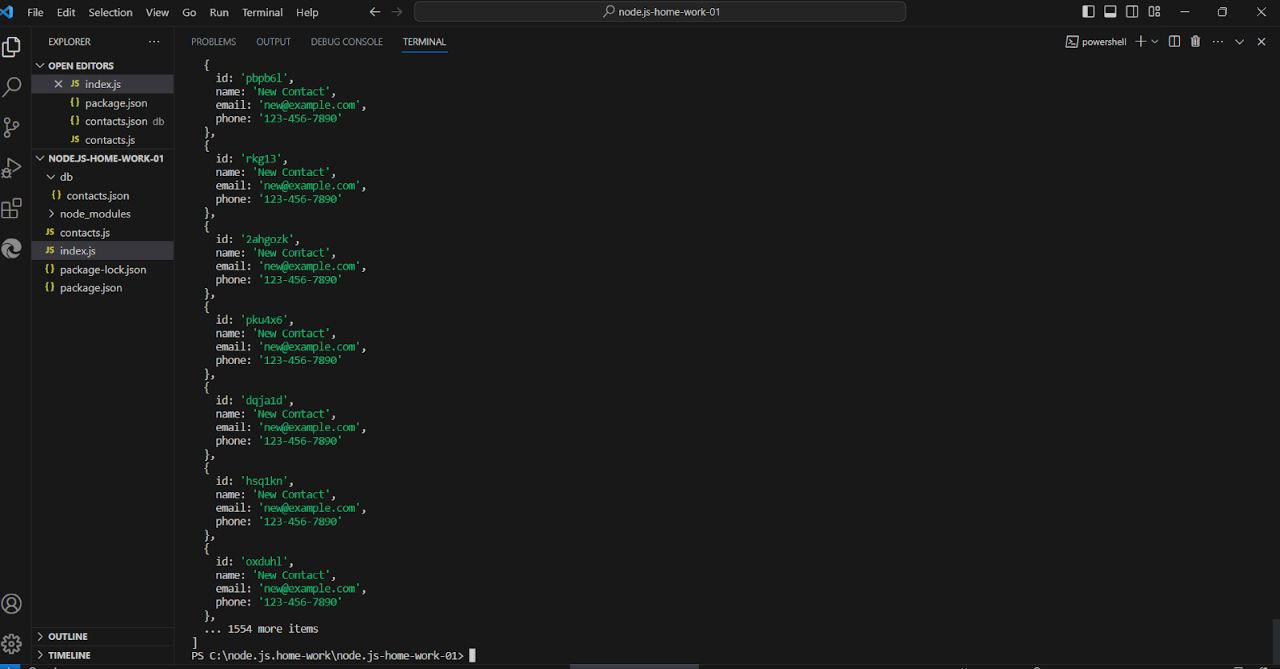 File Edit Selection View Go Run Terminal Help
node.js-home-work-01
EXPLORER
OPEN EDITORS
JS index.js
{} package.json
{} contacts.json db
JS contacts.js
NODE.JS-HOME-WORK-01
db
{} contacts.json
node_modules
JS contacts.js
JS index.js
{} package-lock.json
{} package.json
OUTLINE
TIMELINE
PROBLEMS OUTPUT DEBUG CONSOLE TERMINAL
powershell
{
id: 'pbpb6l',
name: 'New Contact',
email: 'new@example.com',
phone: '123-456-7890'
},
{
id: 'rkg13',
name: 'New Contact',
email: 'new@example.com',
phone: '123-456-7890'
},
{
id: '2ahgozk',
name: 'New Contact',
email: 'new@example.com',
phone: '123-456-7890'
},
{
id: 'pku4x6',
name: 'New Contact',
email: 'new@example.com',
phone: '123-456-7890'
},
{
id: 'dqja1d',
name: 'New Contact',
email: 'new@example.com',
phone: '123-456-7890'
},
{
id: 'hsq1kn',
name: 'New Contact',
email: 'new@example.com',
phone: '123-456-7890'
},
{
id: 'oxduhl',
name: 'New Contact',
email: 'new@example.com',
phone: '123-456-7890'
},
... 1554 more items
]
PS C:\node.js.home-work\node.js-home-work-01>